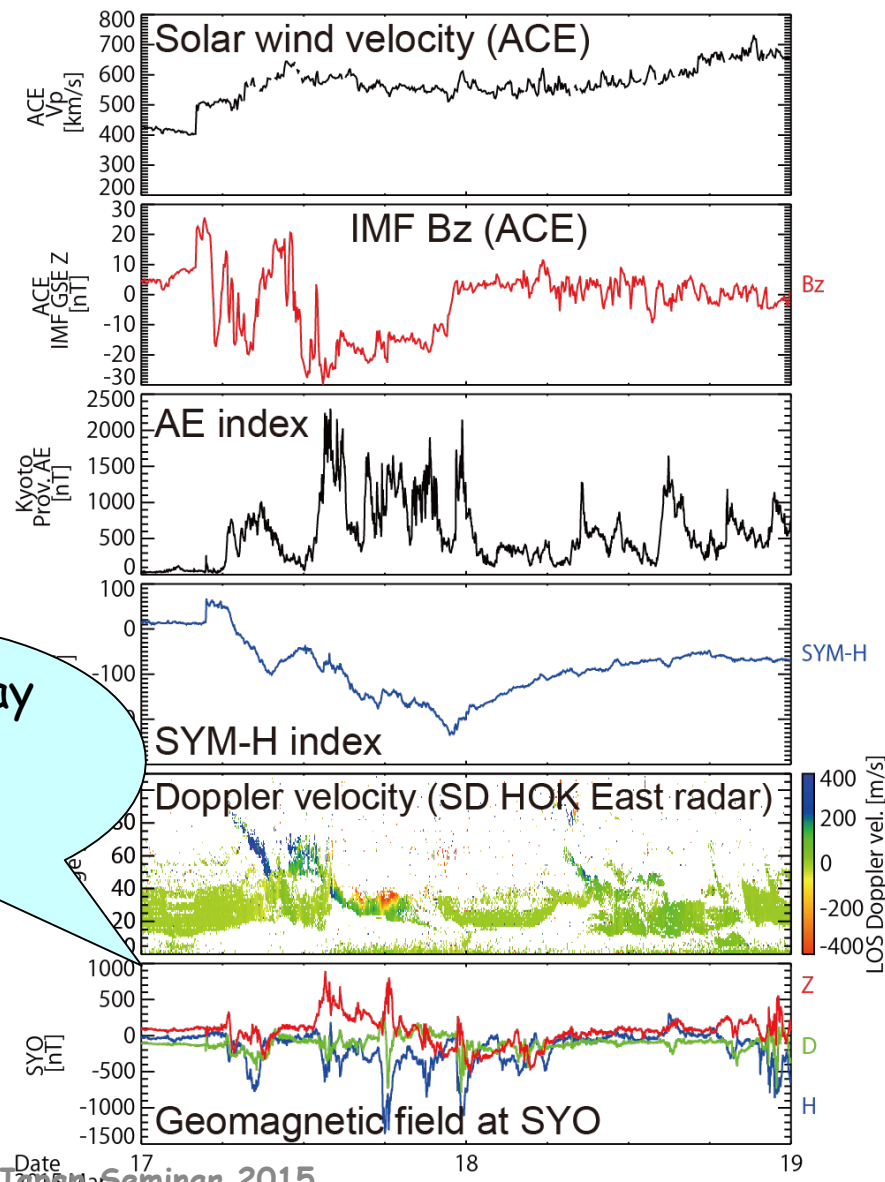 800
700
600
500
400
300
200
ACE
Vp
[km/s]
Solar wind velocity (ACE)
30
20
10
0
-10
-20
-30
ACE
IMF GSE Z
[nT]
IMF Bz (ACE)
Bz
2500
2000
1500
1000
500
0
Kyoto
Prov. AE
[nT]
AE index
100
0
-100
SYM-H index
SYM-H
Doppler velocity (SD HOK East radar)
60
40
20
400
200
0
-200
-400
LOS Doppler vel. [m/s]
1000
500
0
-500
-1000
-1500
SYO
[nT]
Geomagnetic field at SYO
Z
D
H
17
18
19
Date
Seminar 2015